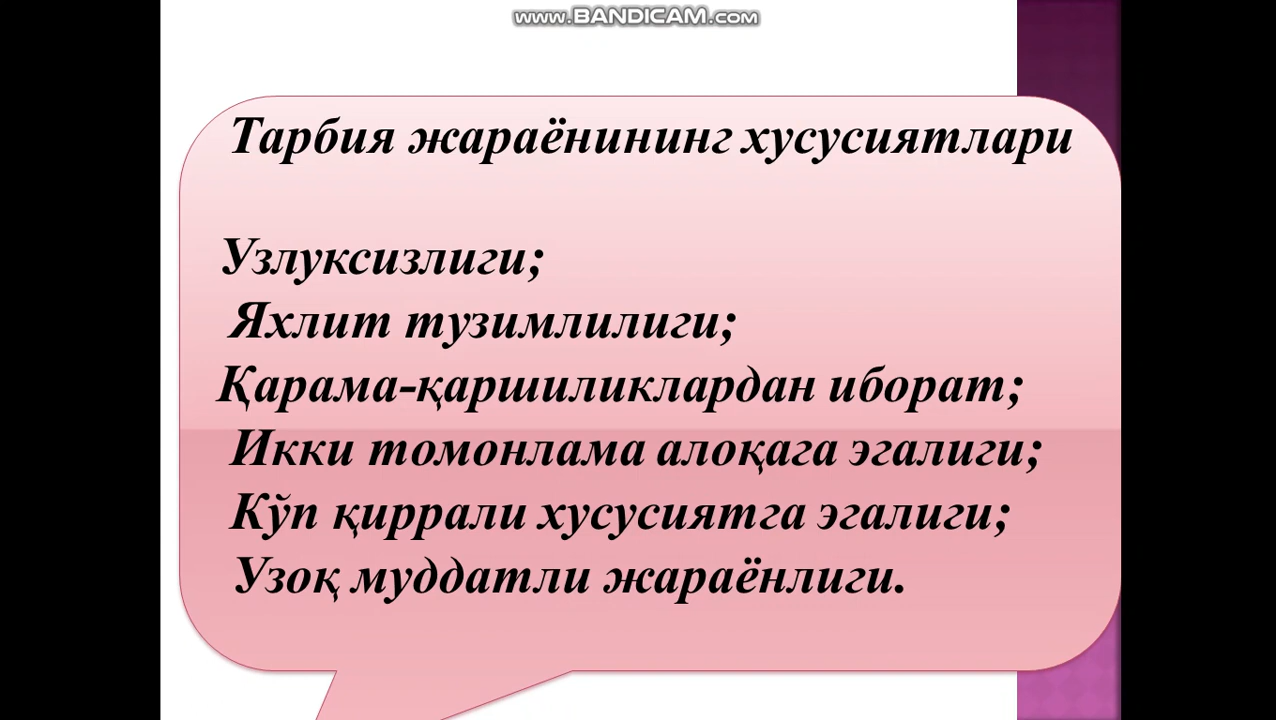 www.BANDICAM.com
Тарбия жараёнининг хусусиятлари
Узлуксизлиги;
Яхлит тузимлилиги;
Қарама-қаршиликлардан иборат;
Икки томонлама алоқага эгалиги;
Кўп қиррали хусусиятга эгалиги;
Узоқ муддатли жараёнлиги.